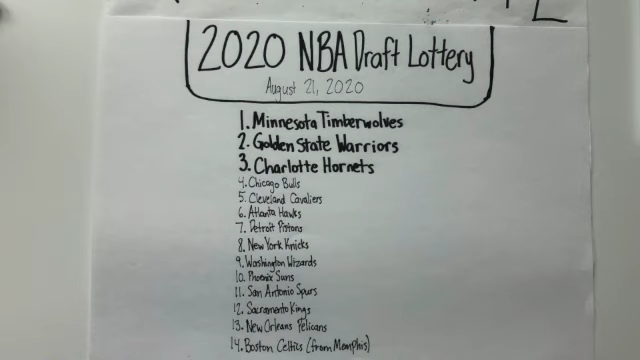 2020 NBA Draft Lottery
August 21, 2020
1. Minnesota Timberwolves
2. Golden State Warriors
3. Charlotte Hornets
4. Chicago Bulls
5. Cleveland Cavaliers
6. Atlanta Hawks
7. Detroit Pistons
8. New York Knicks
9. Washington Wizards
10. Phoenix Suns
11. San Antonio Spurs
12. Sacramento Kings
13. New Orleans Pelicans
14. Boston Celtics (from Memphis)